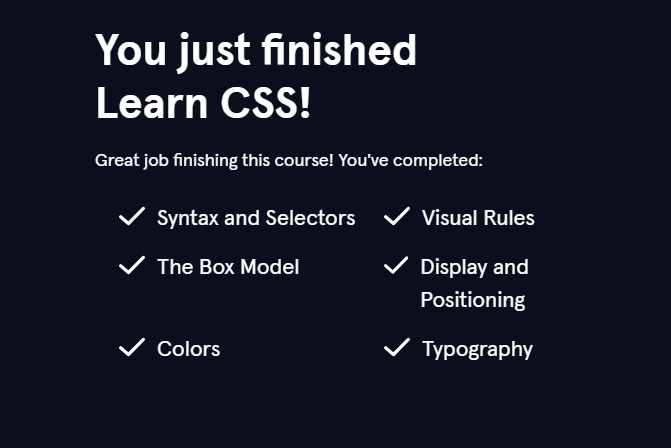 You just finished
Learn CSS!
Great job finishing this course! You've completed:
Syntax and Selectors
Visual Rules
The Box Model
Display and
Positioning
Colors
Typography